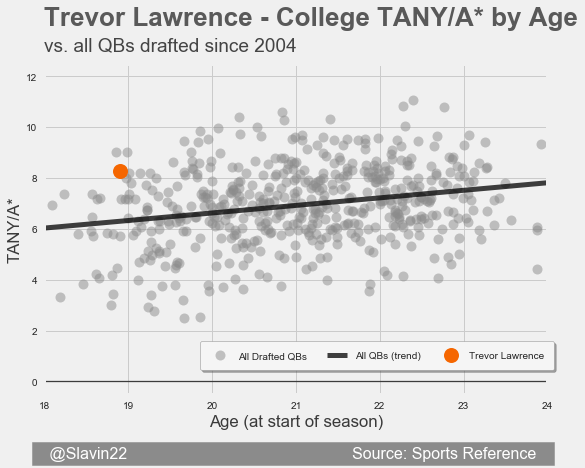 Trevor Lawrence - College TANY/A* by Age
vs. all QBs drafted since 2004
12
10
8
6
4
2
0
TANY/A*
All Drafted QBs
All QBs (trend)
Trevor Lawrence
18 19 20 21 22 23 24
Age (at start of season)
@Slavin22
Source: Sports Reference